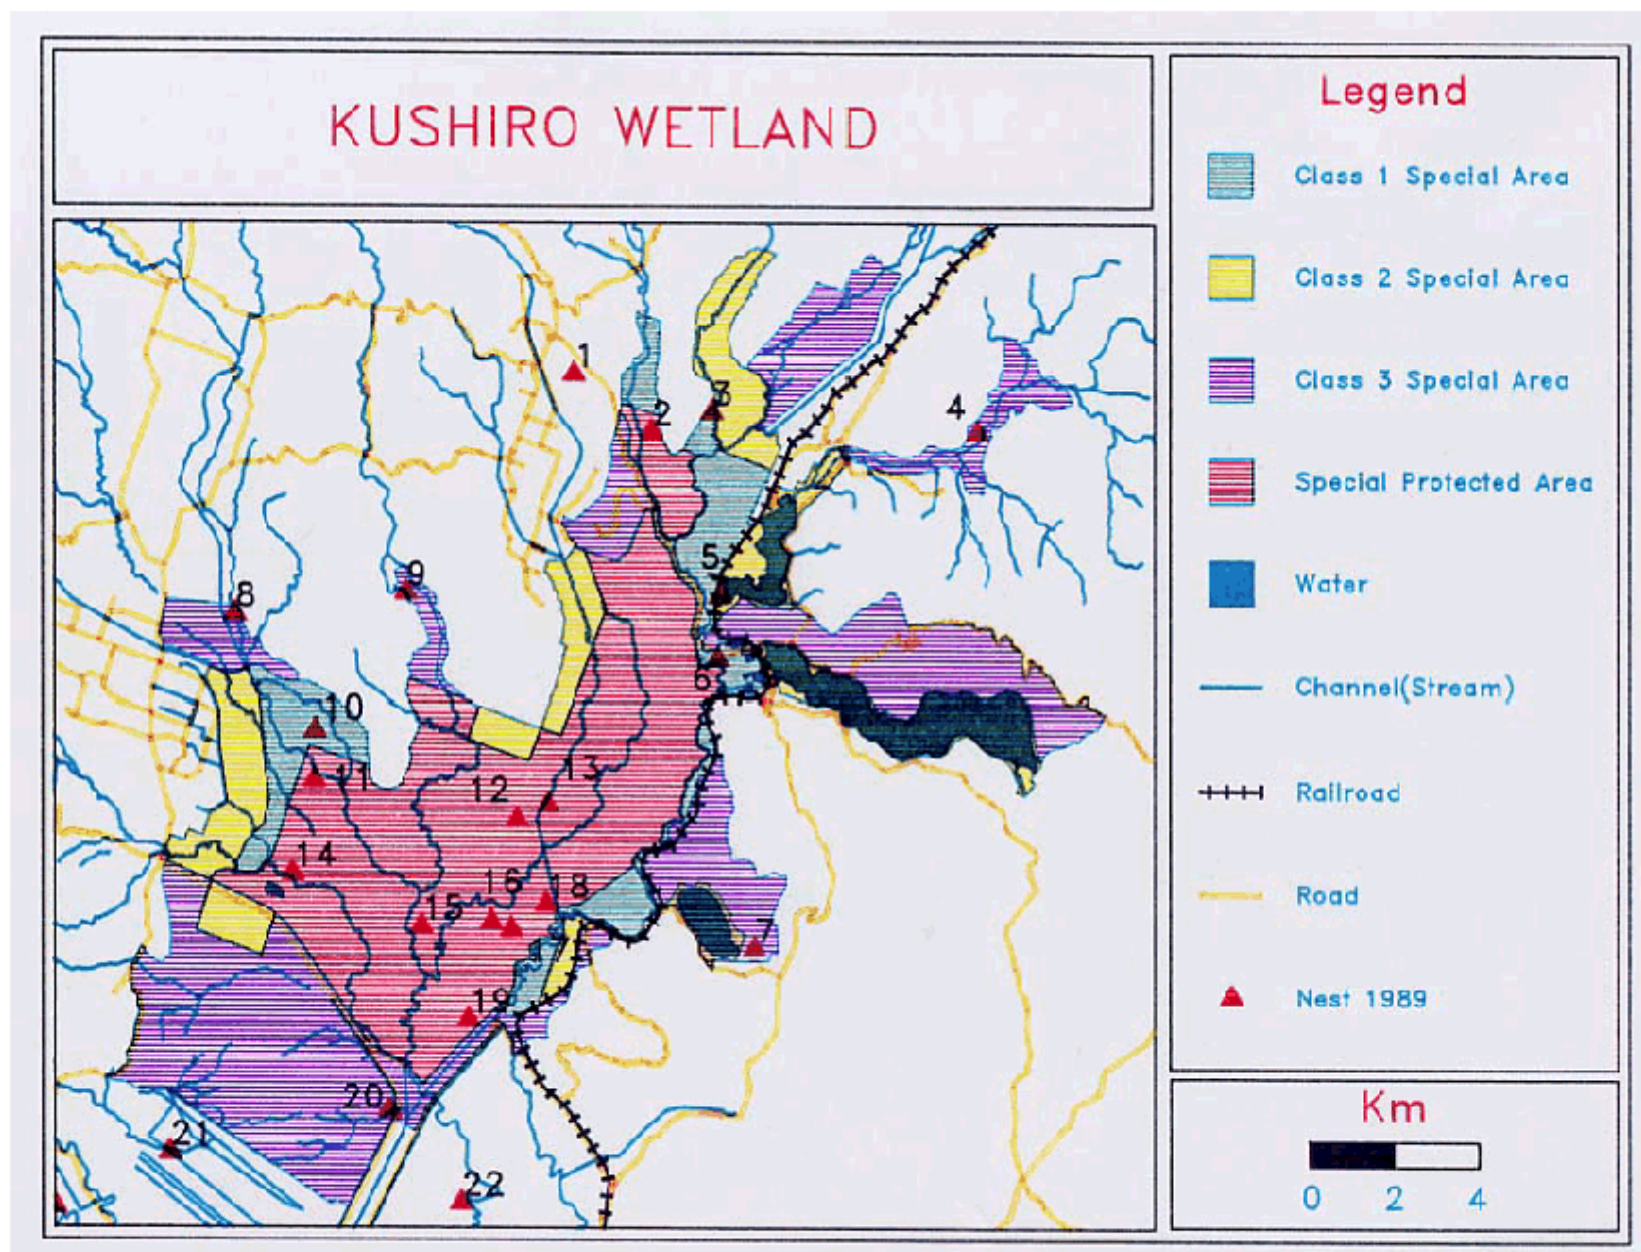 KUSHIRO WETLAND
Legend
Class 1 Special Area
Class 2 Special Area
Class 3 Special Area
Special Protected Area
Water
Channel(Stream)
Railroad
Road
Nest 1989
Km
0 2 4
1
2
3
4
5
6
7
8
9
10
11
12
13
14
15
16
18
19
20
21
22